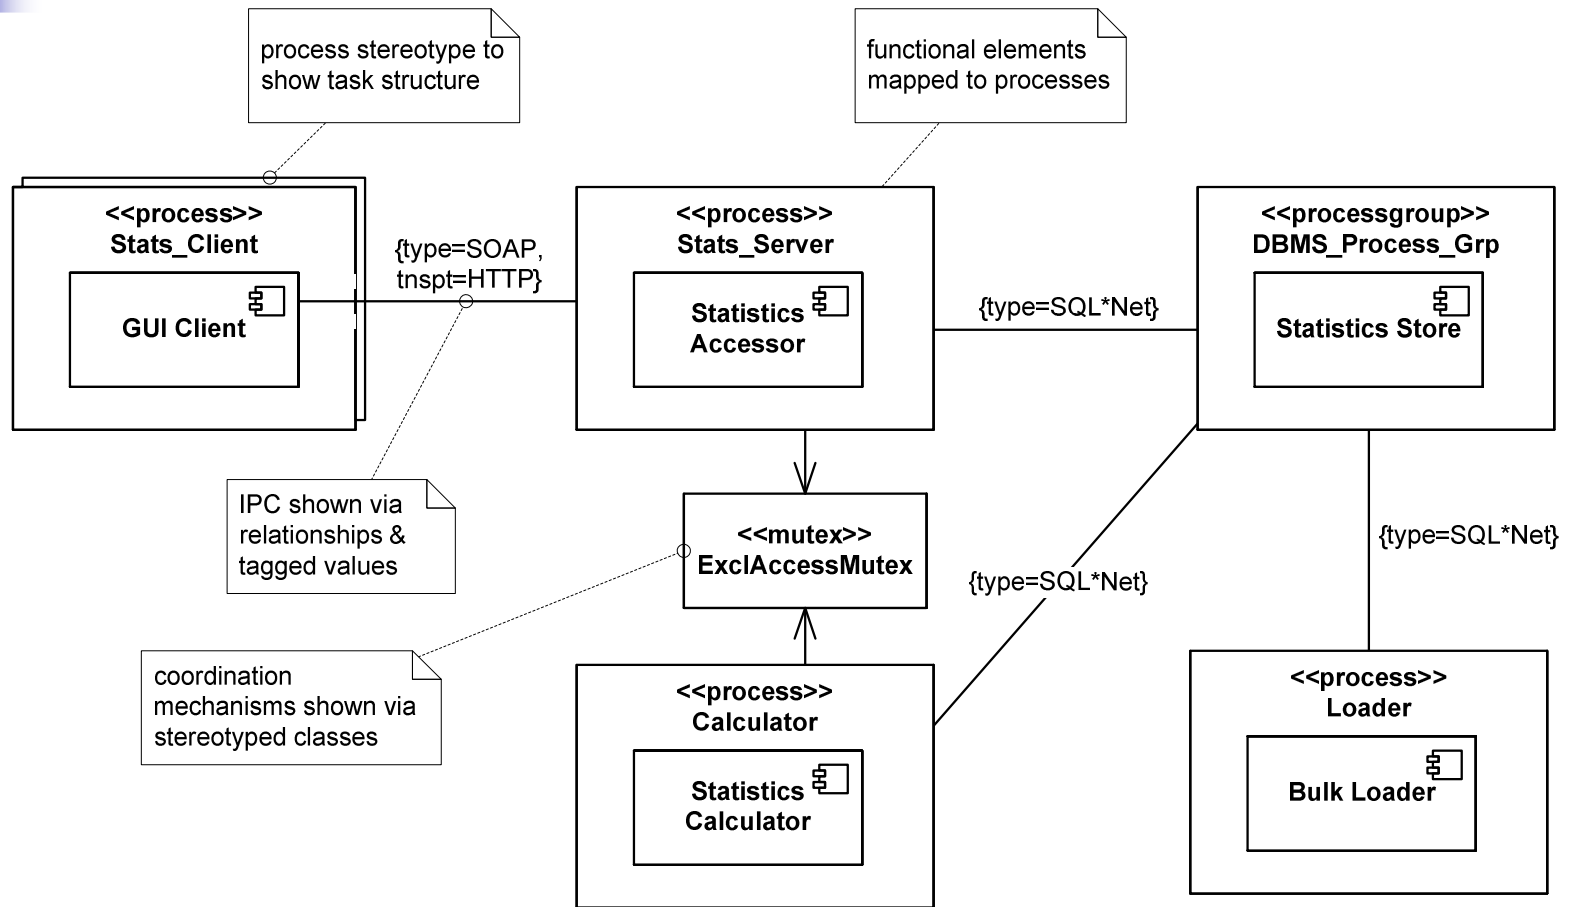 process stereotype to
show task structure
functional elements
mapped to processes
<<process>>
Stats_Client
GUI Client
{type=SOAP,
tnspt=HTTP}
<<process>>
Stats_Server
Statistics
Accessor
{type=SQL*Net}
<<processgroup>>
DBMS_Process_Grp
Statistics Store
IPC shown via
relationships &
tagged values
<<mutex>>
ExclAccessMutex
{type=SQL*Net}
{type=SQL*Net}
coordination
mechanisms shown via
stereotyped classes
<<process>>
Calculator
Statistics
Calculator
<<process>>
Loader
Bulk Loader